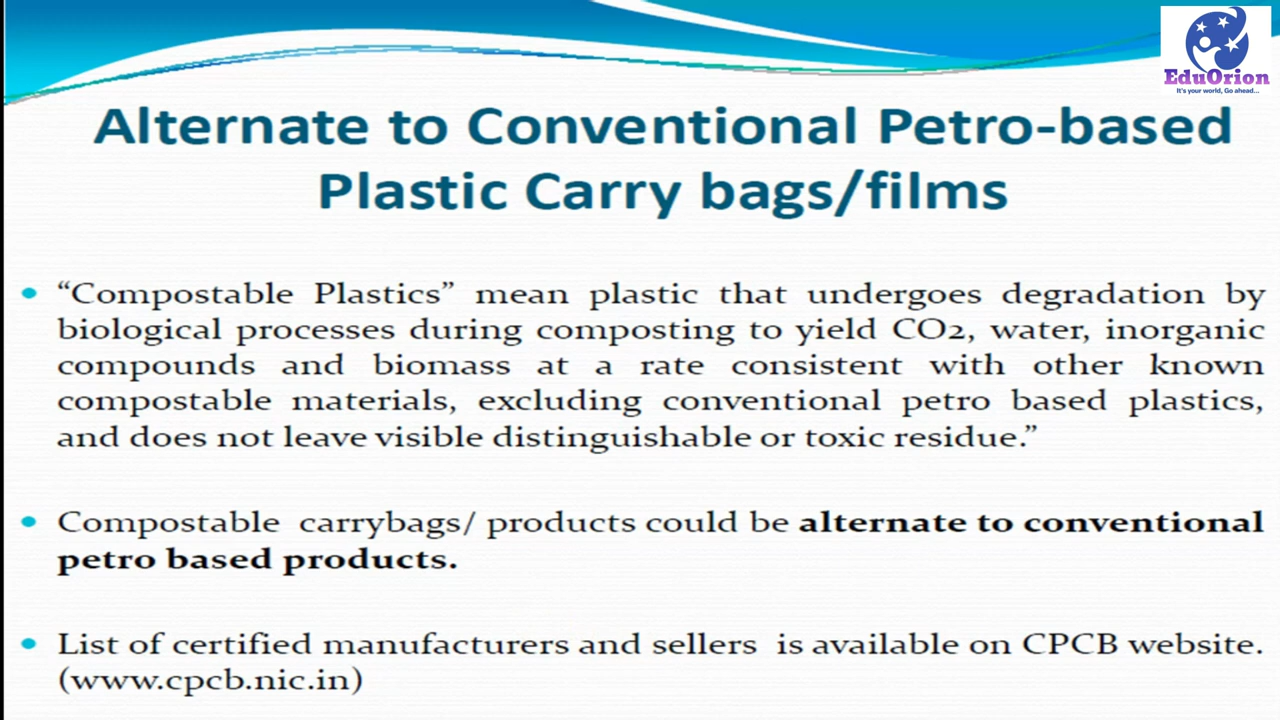 EduOrion
It's your world, Go ahead...
Alternate to Conventional Petro-based
Plastic Carry bags/films
• “Compostable Plastics” mean plastic that undergoes degradation by
biological processes during composting to yield CO2, water, inorganic
compounds and biomass at a rate consistent with other known
compostable materials, excluding conventional petro based plastics,
and does not leave visible distinguishable or toxic residue.”
• Compostable carrybags/ products could be alternate to conventional
petro based products.
• List of certified manufacturers and sellers is available on CPCB website.
(www.cpcb.nic.in)